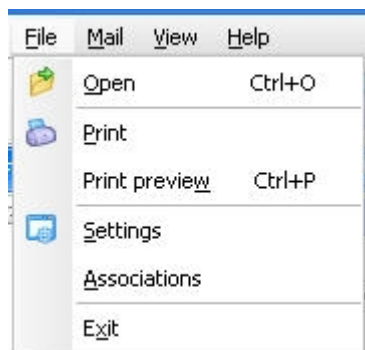 File Mail View Help
Open Ctrl+O
Print
Print preview Ctrl+P
Settings
Associations
Exit